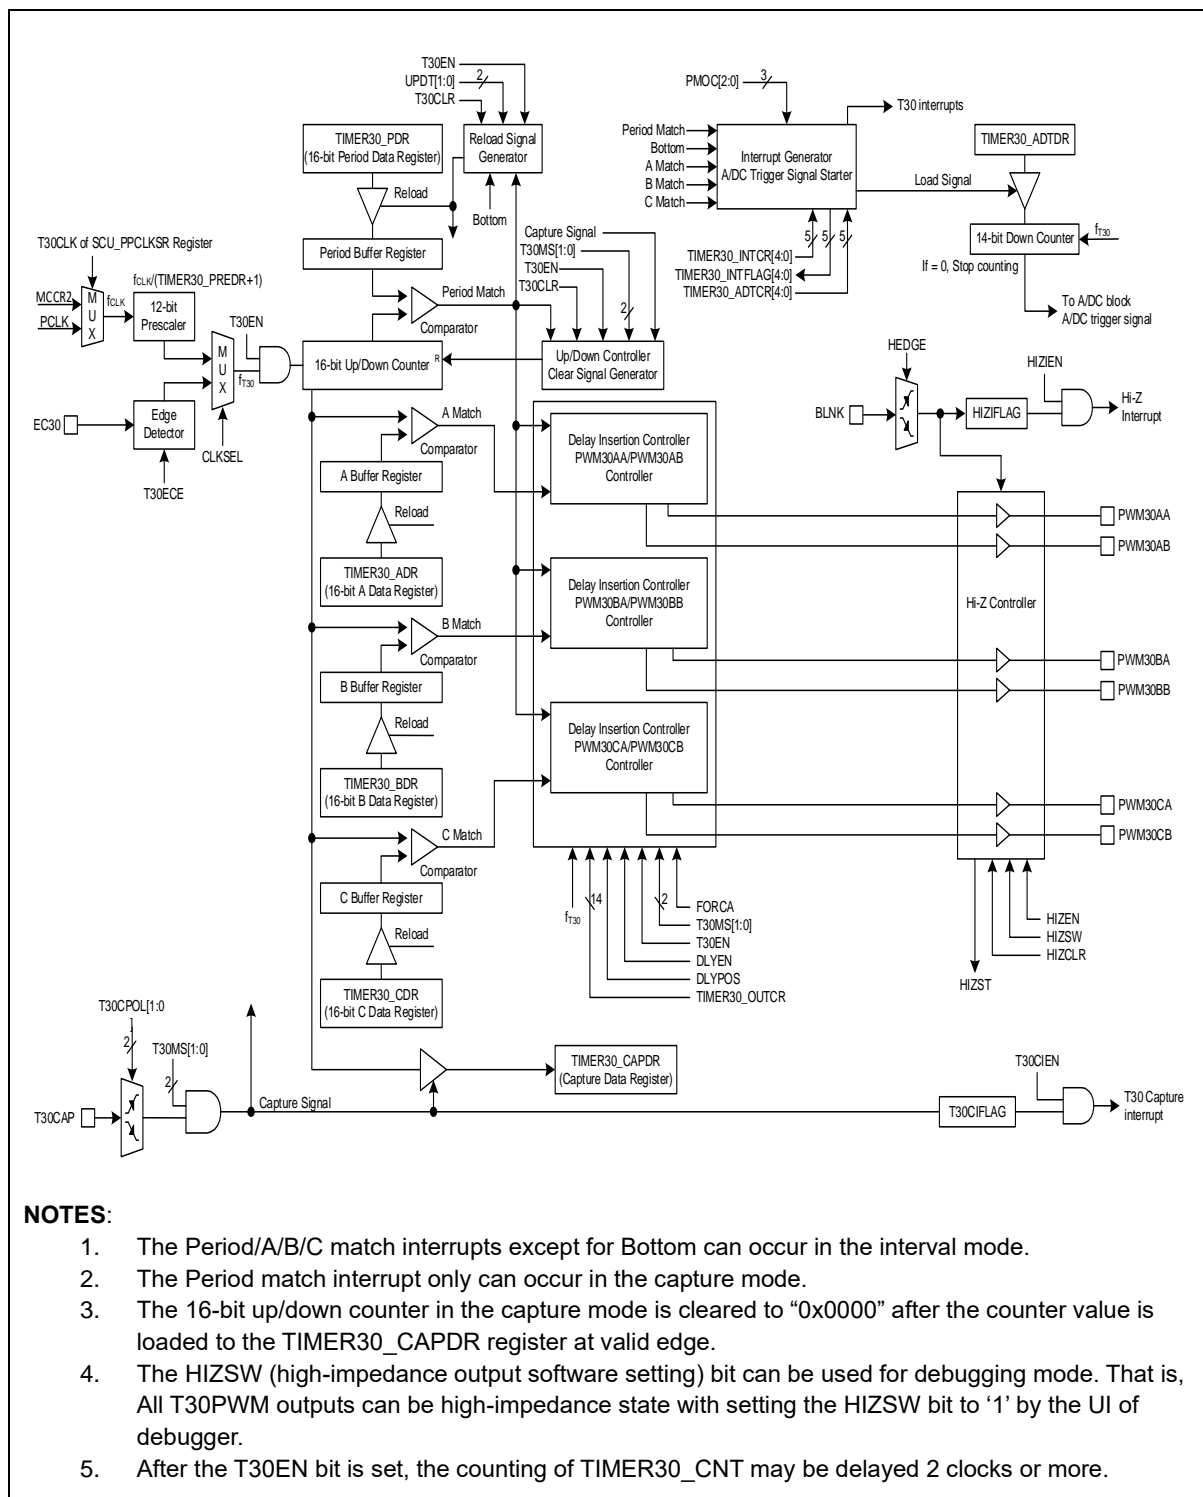 T30EN
UPDT[1:0]
2
T30CLR
TIMER30_PDR
(16-bit Period Data Register)
Reload Signal
Generator
Reload
Bottom
Period Buffer Register
PMOC[2:0]
3
T30 interrupts
Period Match
Bottom
A Match
B Match
C Match
Interrupt Generator
A/DC Trigger Signal Starter
TIMER30_ADTDR
Load Signal
14-bit Down Counter
fT30
If = 0, Stop counting
To A/DC block
A/DC trigger signal
5
5
5
TIMER30_INTCR[4:0]
TIMER30_INTFLAG[4:0]
TIMER30_ADTCR[4:0]
Capture Signal
T30MS[1:0]
T30EN
T30CLR
2
T30CLK of SCU_PPCLKSR Register
MCCR2
PCLK
M
U
X
fCLK
fCLK/(TIMER30_PREDR+1)
12-bit
Prescaler
T30EN
M
U
X
fT30
EC30
Edge
Detector
T30ECE
CLKSEL
Period Match
Comparator
16-bit Up/Down Counter
R
Up/Down Controller
Clear Signal Generator
A Match
Comparator
A Buffer Register
Reload
TIMER30_ADR
(16-bit A Data Register)
B Match
Comparator
B Buffer Register
Reload
TIMER30_BDR
(16-bit B Data Register)
C Match
Comparator
C Buffer Register
Reload
TIMER30_CDR
(16-bit C Data Register)
Delay Insertion Controller
PWM30AA/PWM30AB
Controller
Delay Insertion Controller
PWM30BA/PWM30BB
Controller
Delay Insertion Controller
PWM30CA/PWM30CB
Controller
fT30
14
2
FORCA
T30MS[1:0]
T30EN
DLYEN
DLYPOS
TIMER30_OUTCR
HEDGE
BLNK
HIZIEN
HIZIFLAG
Hi-Z
Interrupt
Hi-Z Controller
PWM30AA
PWM30AB
PWM30BA
PWM30BB
PWM30CA
PWM30CB
HIZEN
HIZSW
HIZCLR
HIZST
T30CPOL[1:0
]
2
T30MS[1:0]
2
T30CAP
Capture Signal
TIMER30_CAPDR
(Capture Data Register)
T30CIEN
T30CIFLAG
T30 Capture
interrupt
NOTES:
1. The Period/A/B/C match interrupts except for Bottom can occur in the interval mode.
2. The Period match interrupt only can occur in the capture mode.
3. The 16-bit up/down counter in the capture mode is cleared to “0x0000” after the counter value is
loaded to the TIMER30_CAPDR register at valid edge.
4. The HIZSW (high-impedance output software setting) bit can be used for debugging mode. That is,
All T30PWM outputs can be high-impedance state with setting the HIZSW bit to ‘1’ by the UI of
debugger.
5. After the T30EN bit is set, the counting of TIMER30_CNT may be delayed 2 clocks or more.